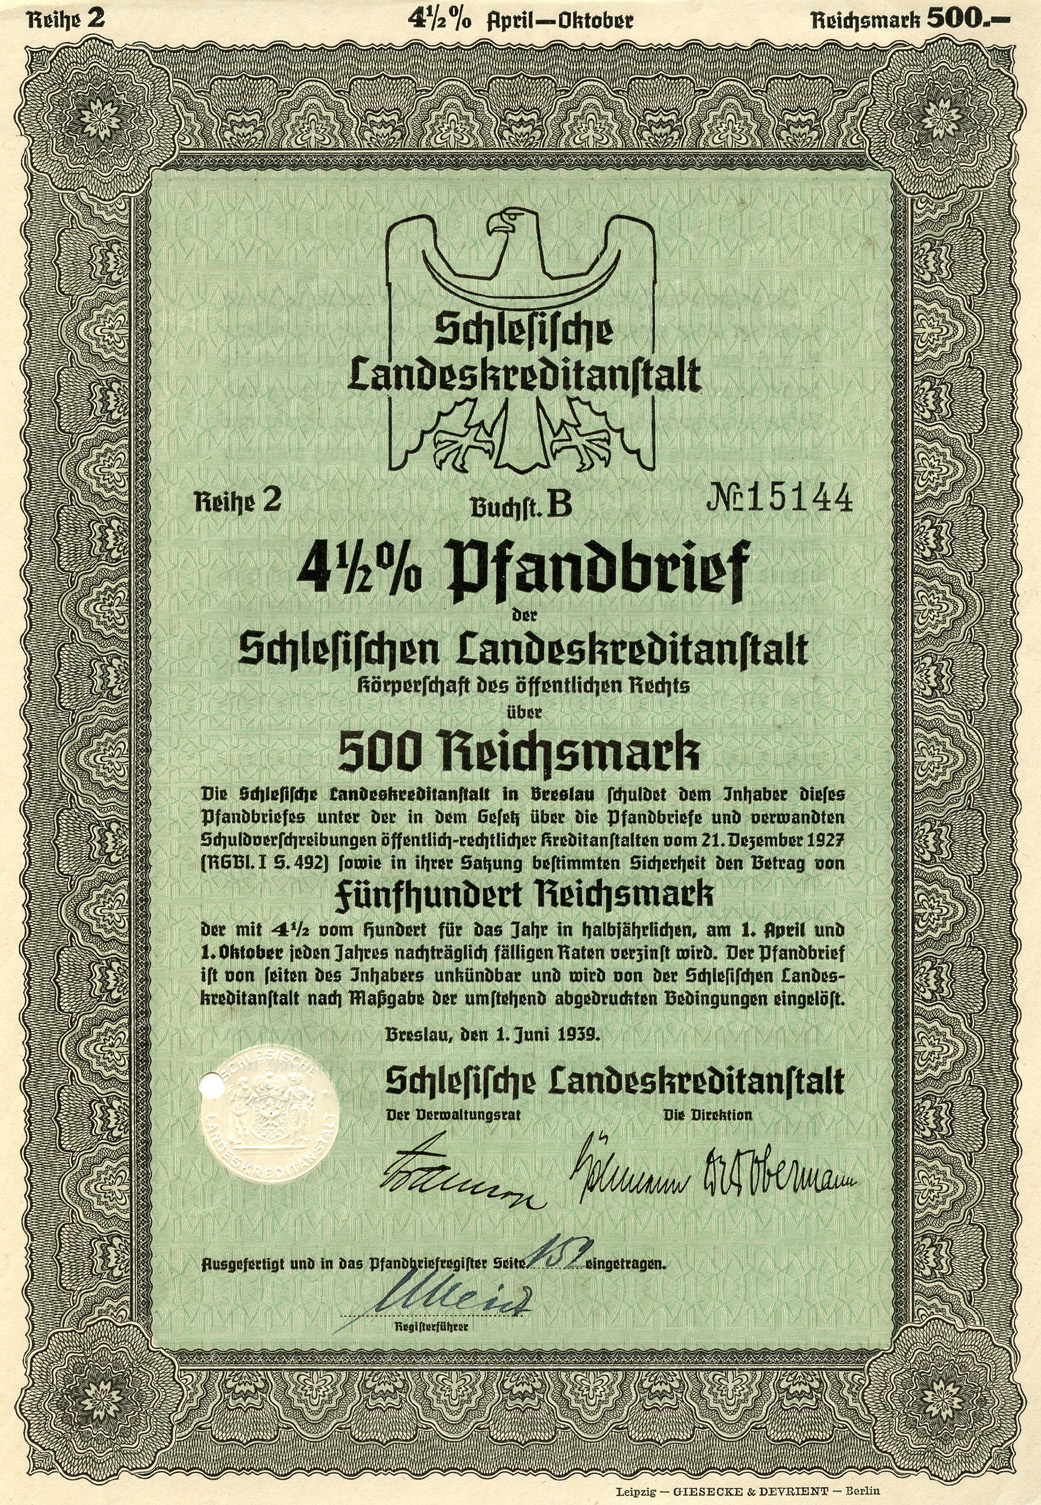 Reihe 2 4½% April—Oktober Reichsmark 500.—
Schlesische
Landeskreditanstalt
Reihe 2 Buchst. B Nr. 15144
4½% Pfandbrief
der
Schlesischen Landeskreditanstalt
Körperschaft des öffentlichen Rechts
über
500 Reichsmark
Die Schlesische Landeskreditanstalt in Breslau schuldet dem Inhaber dieses
Pfandbriefes unter der in dem Gesetz über die Pfandbriefe und verwandten
Schuldverschreibungen öffentlich-rechtlicher Kreditanstalten vom 21. Dezember 1927
(RGBl. I S. 492) sowie in ihrer Satzung bestimmten Sicherheit den Betrag von
Fünfhundert Reichsmark
der mit 4½ vom Hundert für das Jahr in halbjährlichen, am 1. April und
1. Oktober jeden Jahres nachträglich fälligen Raten verzinst wird. Der Pfandbrief
ist von seiten des Inhabers unkündbar und wird von der Schlesischen Landes-
kreditanstalt nach Maßgabe der umstehend abgedruckten Bedingungen eingelöst.
Breslau, den 1. Juni 1939.
SCHLESISCHE
LANDESKREDITANSTALT
Schlesische Landeskreditanstalt
Der Verwaltungsrat Die Direktion
Obermann
Ausgefertigt und in das Pfandbriefregister Seite 159 eingetragen.
Registerführer
Leipzig — GIESECKE & DEVRIENT — Berlin